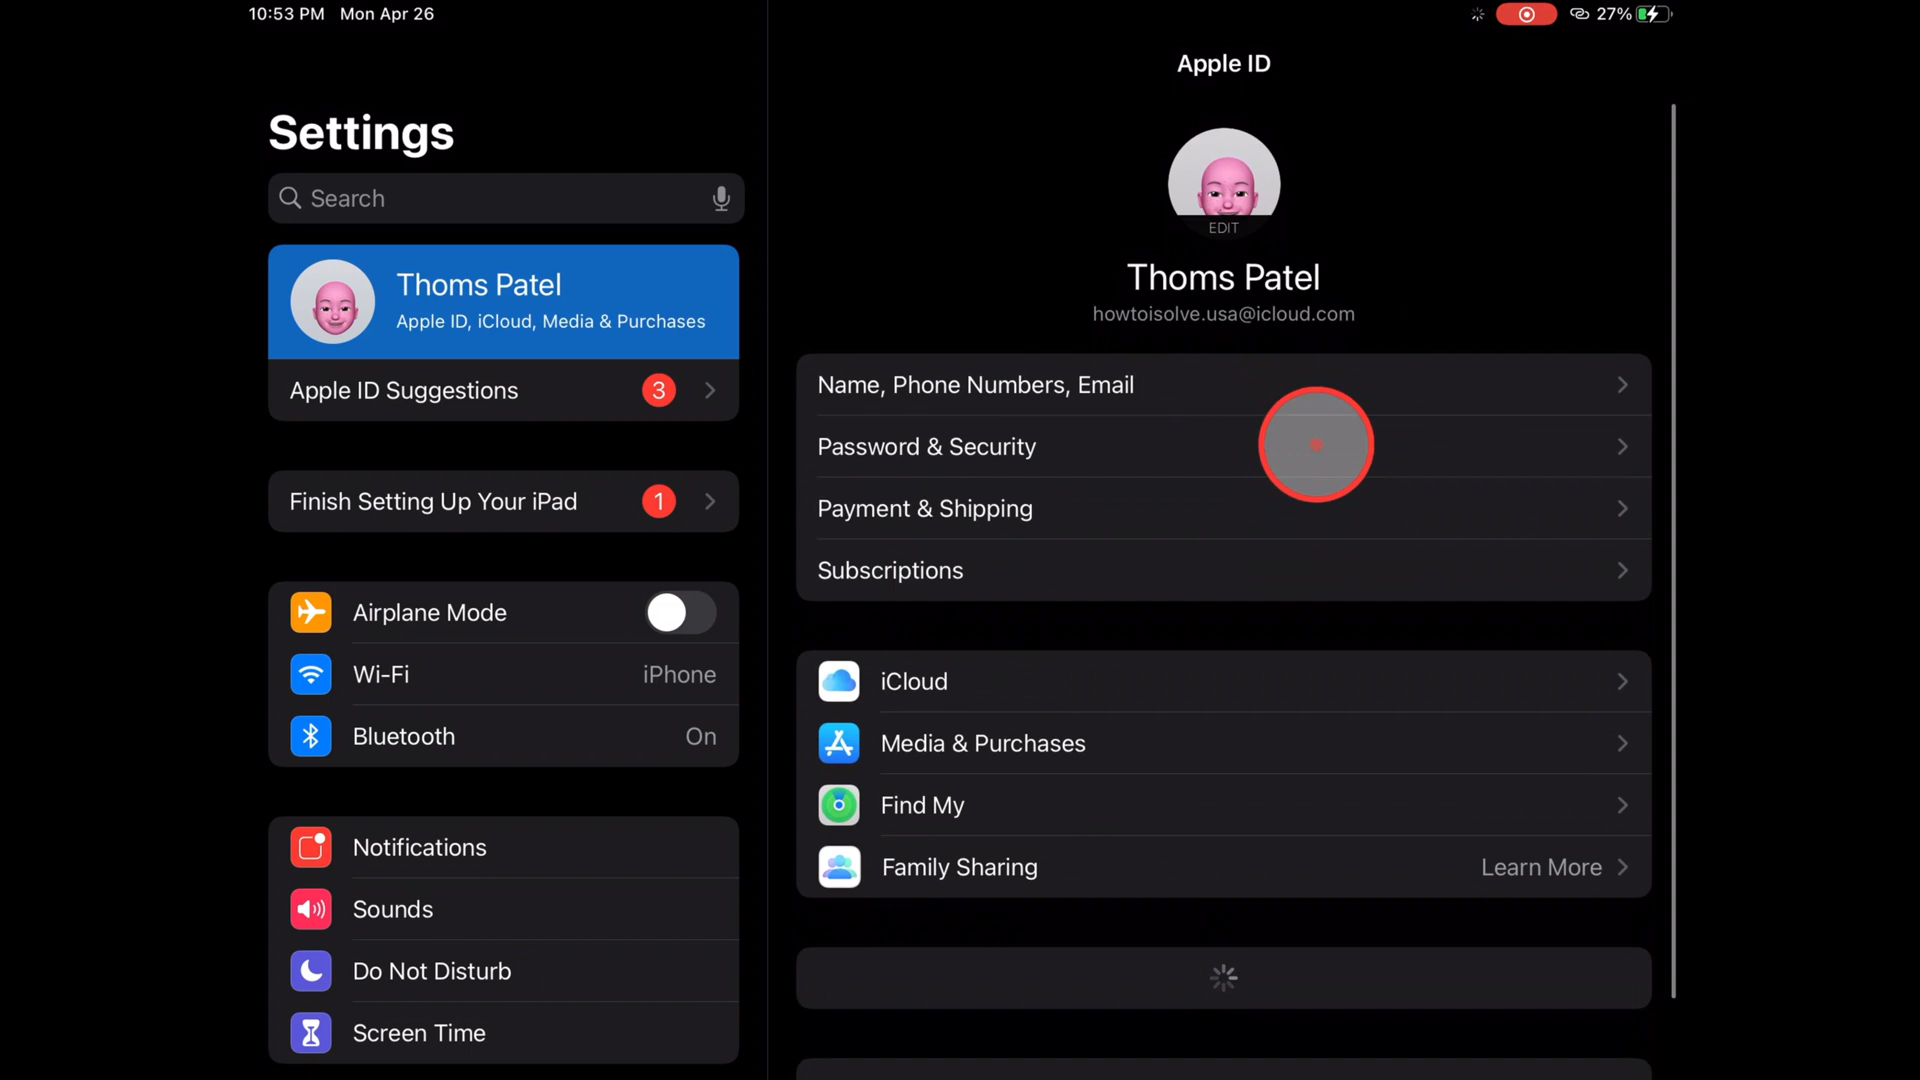 10:53 PM Mon Apr 26
27%
Settings
Search
Thoms Patel
Apple ID, iCloud, Media & Purchases
Apple ID Suggestions 3
Finish Setting Up Your iPad 1
Airplane Mode
Wi-Fi iPhone
Bluetooth On
Notifications
Sounds
Do Not Disturb
Screen Time
Apple ID
EDIT
Thoms Patel
howtoisolve.usa@icloud.com
Name, Phone Numbers, Email
Password & Security
Payment & Shipping
Subscriptions
iCloud
Media & Purchases
Find My
Family Sharing Learn More